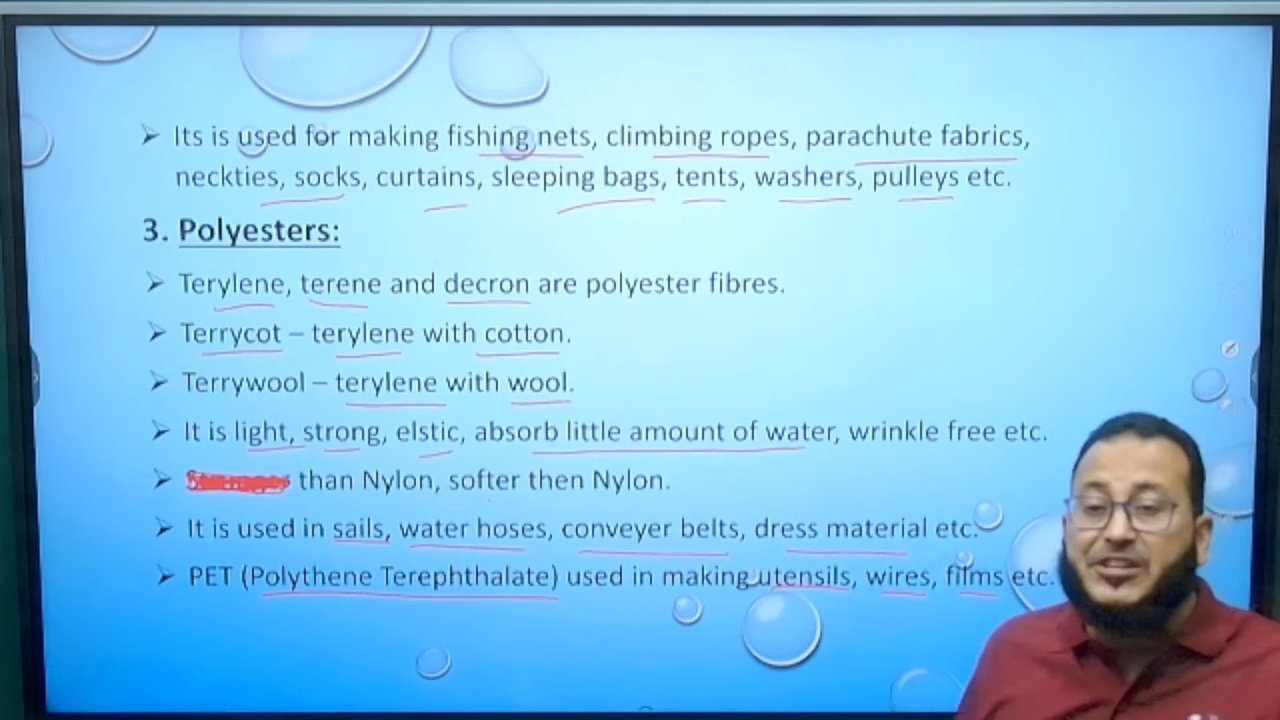 ➢ Its is used for making fishing nets, climbing ropes, parachute fabrics,
neckties, socks, curtains, sleeping bags, tents, washers, pulleys etc.
3. Polyesters:
➢ Terylene, terene and decron are polyester fibres.
➢ Terrycot – terylene with cotton.
➢ Terrywool – terylene with wool.
➢ It is light, strong, elstic, absorb little amount of water, wrinkle free etc.
➢ than Nylon, softer then Nylon.
➢ It is used in sails, water hoses, conveyer belts, dress material etc.
➢ PET (Polythene Terephthalate) used in making utensils, wires, films etc.